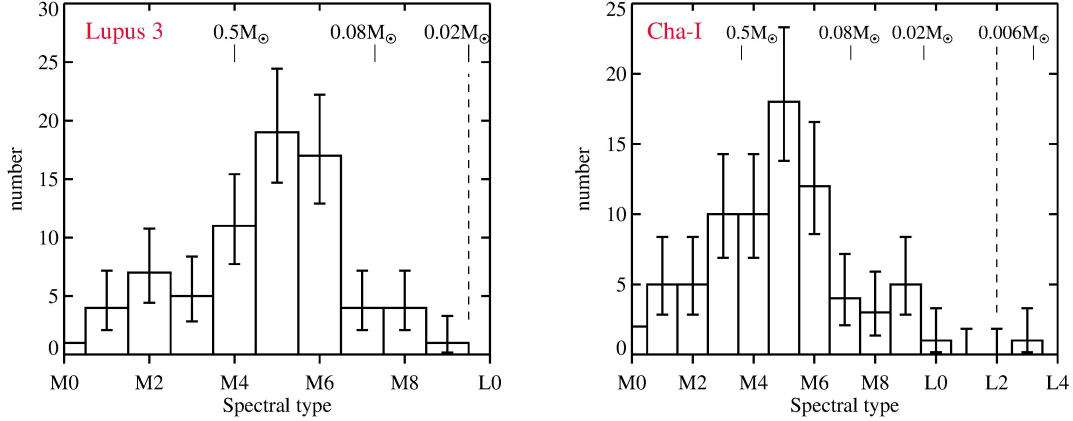 Lupus 3
0.5M☉ 0.08M☉ 0.02M☉
30
25
20
15
10
5
0
number
M0 M2 M4 M6 M8 L0
Spectral type
Cha-I
0.5M☉ 0.08M☉ 0.02M☉ 0.006M☉
25
20
15
10
5
0
number
M0 M2 M4 M6 M8 L0 L2 L4
Spectral type